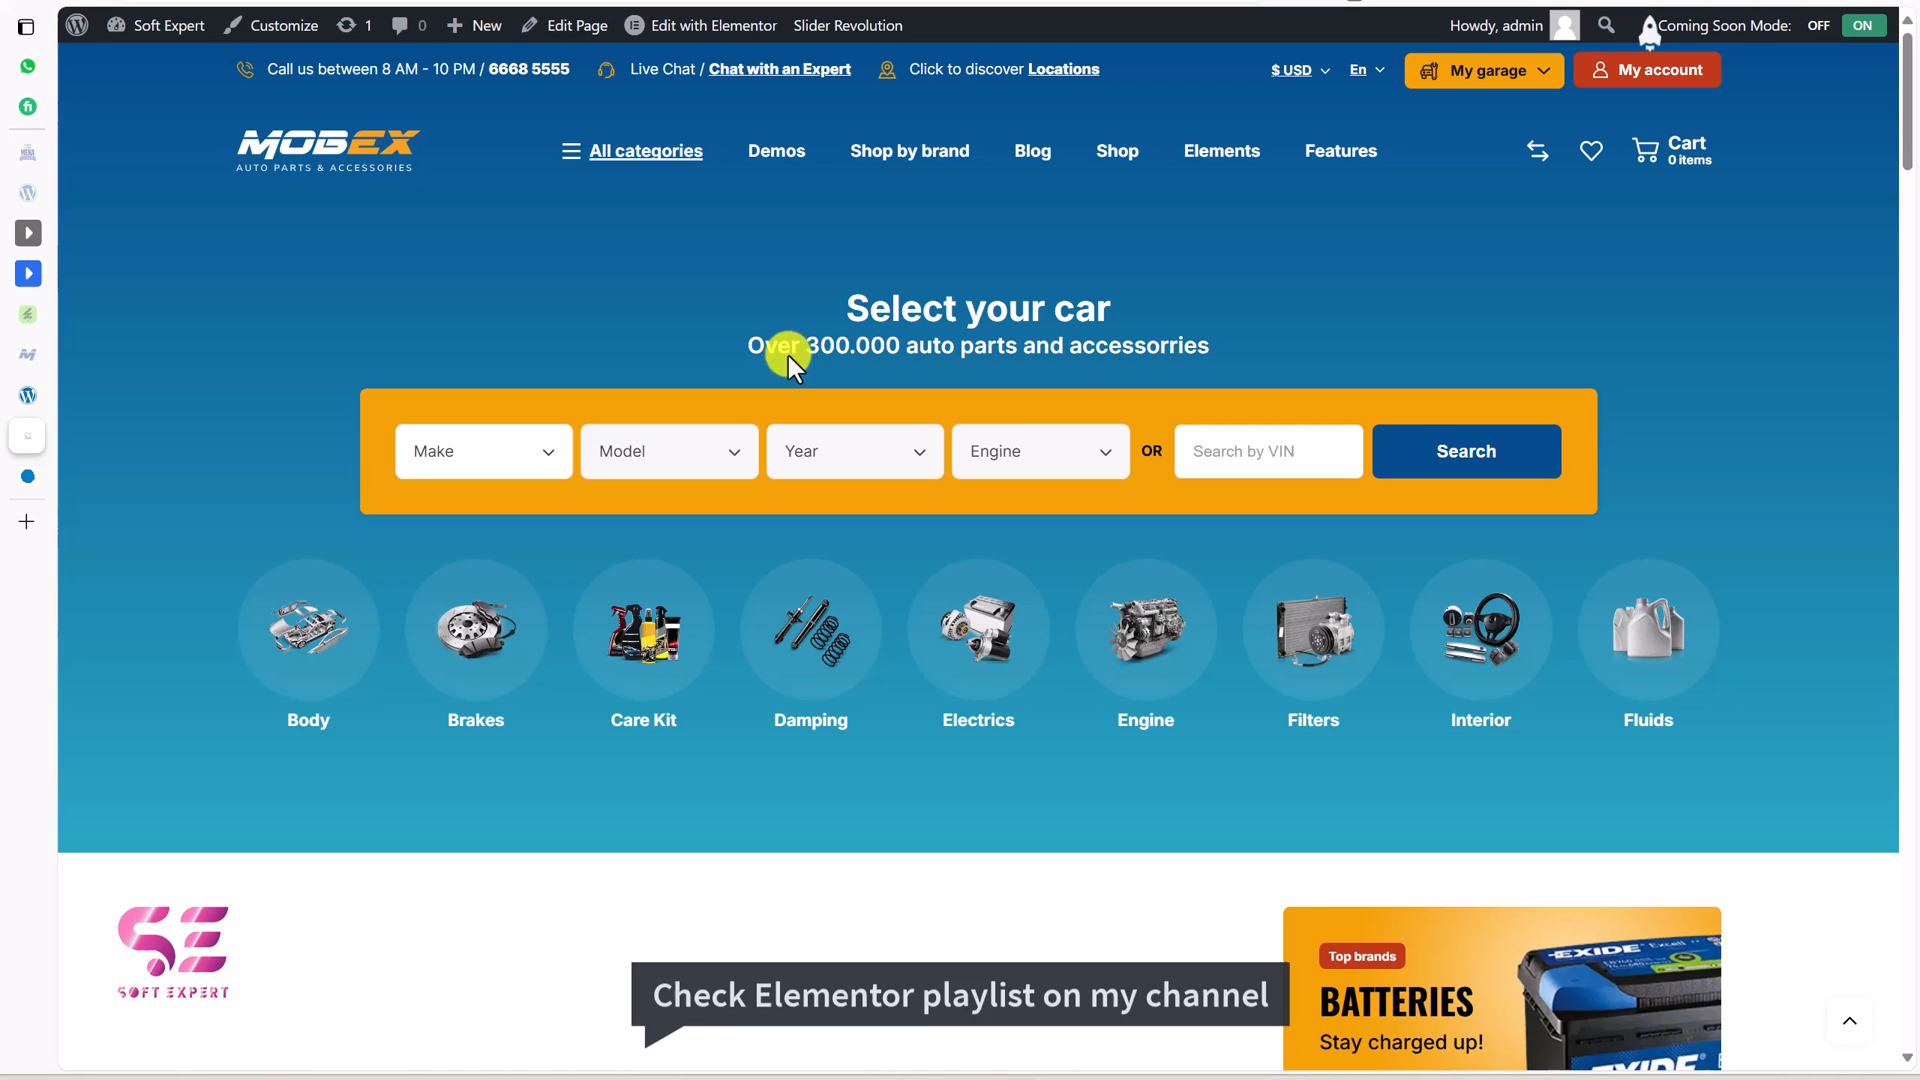 Soft Expert Customize 1 0 New Edit Page Edit with Elementor Slider Revolution Howdy, admin Coming Soon Mode: OFF ON
Call us between 8 AM - 10 PM / 6668 5555 Live Chat / Chat with an Expert Click to discover Locations $ USD En My garage My account
MOBEX
AUTO PARTS & ACCESSORIES
All categories Demos Shop by brand Blog Shop Elements Features
Cart
0 items
Select your car
Over 300.000 auto parts and accessorries
Make Model Year Engine OR Search by VIN Search
Body Brakes Care Kit Damping Electrics Engine Filters Interior Fluids
SE
SOFT EXPERT
Check Elementor playlist on my channel
Top brands
BATTERIES
Stay charged up!
EXIDE Excell
EXIDE